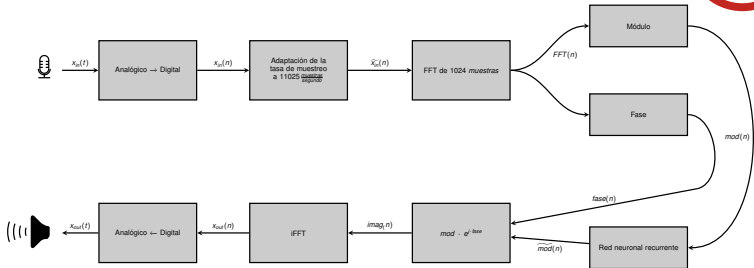 x_in(t)
Analógico → Digital
x_in(n)
Adaptación de la
tasa de muestreo
a 11025 muestras/segundo
x̃_in(n)
FFT de 1024 muestras
FFT(n)
Módulo
Fase
mod(n)
fase(n)
Red neuronal recurrente
m̃od(n)
mod · e^j·fase
imag(n)
iFFT
x_out(n)
Analógico ← Digital
x_out(t)